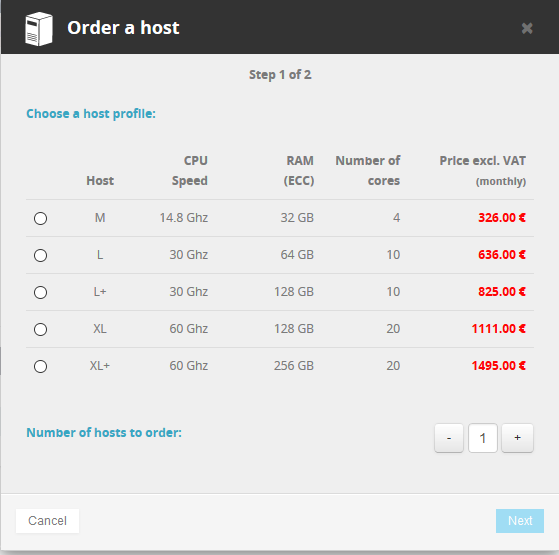 Order a host
Step 1 of 2
Choose a host profile:
Host CPU Speed RAM (ECC) Number of cores Price excl. VAT (monthly)
M 14.8 Ghz 32 GB 4 326.00 €
L 30 Ghz 64 GB 10 636.00 €
L+ 30 Ghz 128 GB 10 825.00 €
XL 60 Ghz 128 GB 20 1111.00 €
XL+ 60 Ghz 256 GB 20 1495.00 €
Number of hosts to order: - 1 +
Cancel Next